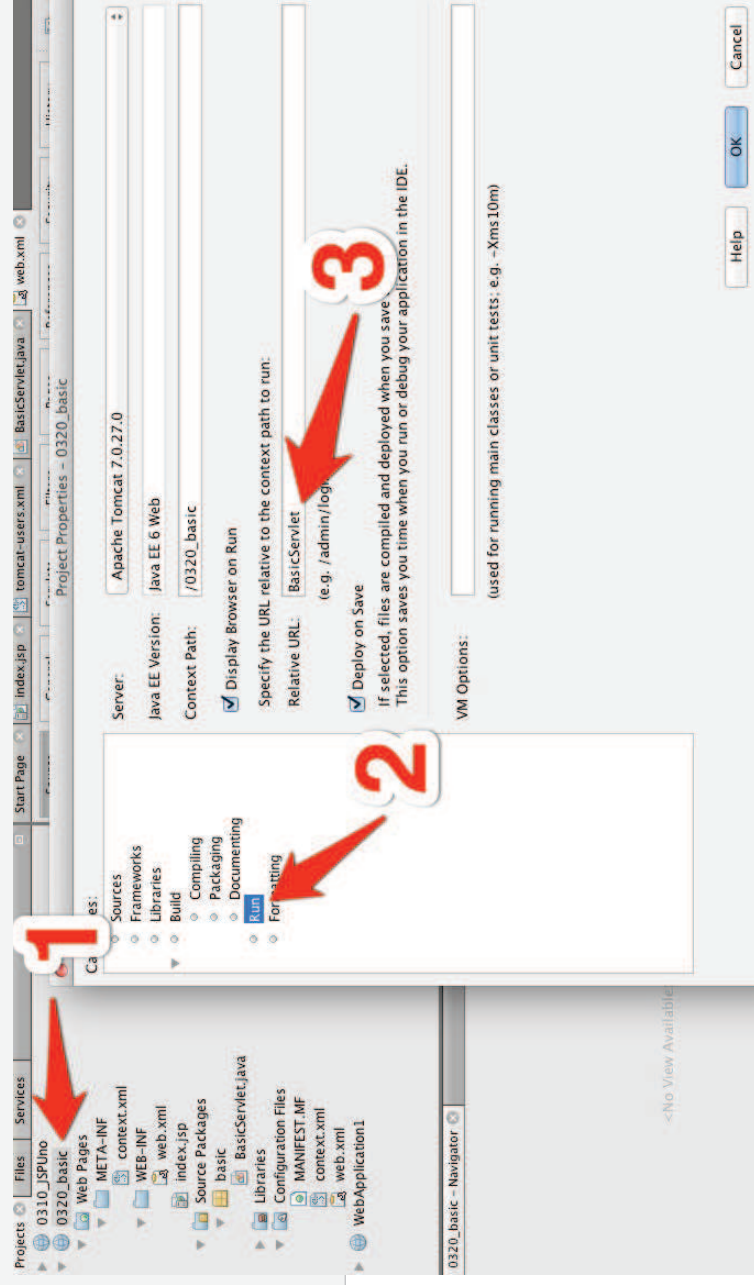 Projects Files Services
0310_JSPUno
0320_basic
Web Pages
META-INF
context.xml
WEB-INF
web.xml
index.jsp
Source Packages
basic
BasicServlet.java
Libraries
Configuration Files
MANIFEST.MF
context.xml
web.xml
WebApplication1
0320_basic - Navigator
<No View Available>
Start Page index.jsp tomcat-users.xml BasicServlet.java web.xml
Project Properties - 0320_basic
1
Sources
Frameworks
Libraries
Build
Compiling
Packaging
Documenting
Run
Formatting
2
Server: Apache Tomcat 7.0.27.0
Java EE Version: Java EE 6 Web
Context Path: /0320_basic
Display Browser on Run
Specify the URL relative to the context path to run:
Relative URL: BasicServlet
(e.g. /admin/login
3
Deploy on Save
If selected, files are compiled and deployed when you save
This option saves you time when you run or debug your application in the IDE.
VM Options:
(used for running main classes or unit tests; e.g. -Xms10m)
Help OK Cancel